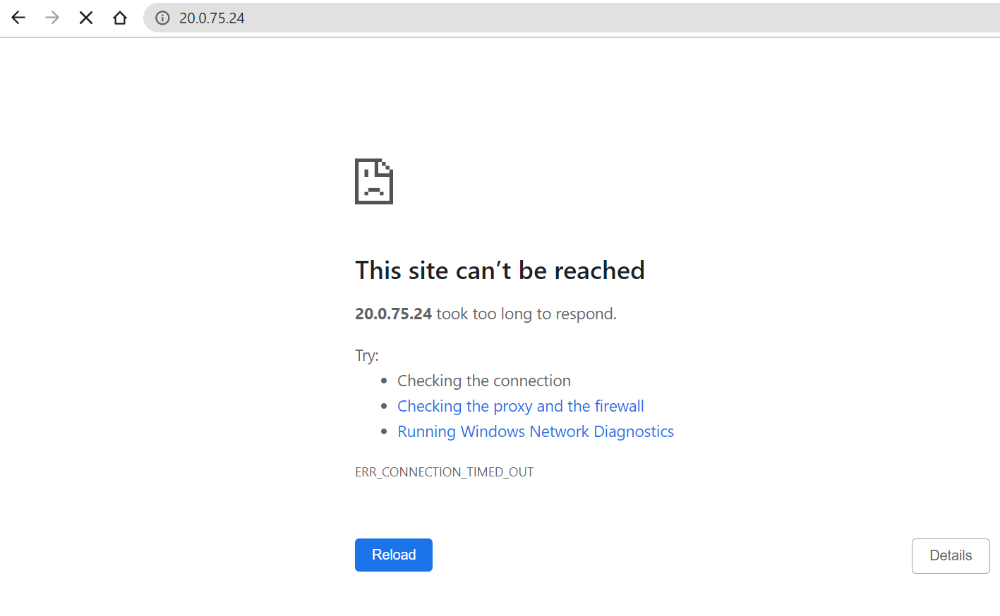 20.0.75.24
This site can’t be reached
20.0.75.24 took too long to respond.
Try:
Checking the connection
Checking the proxy and the firewall
Running Windows Network Diagnostics
ERR_CONNECTION_TIMED_OUT
Reload
Details